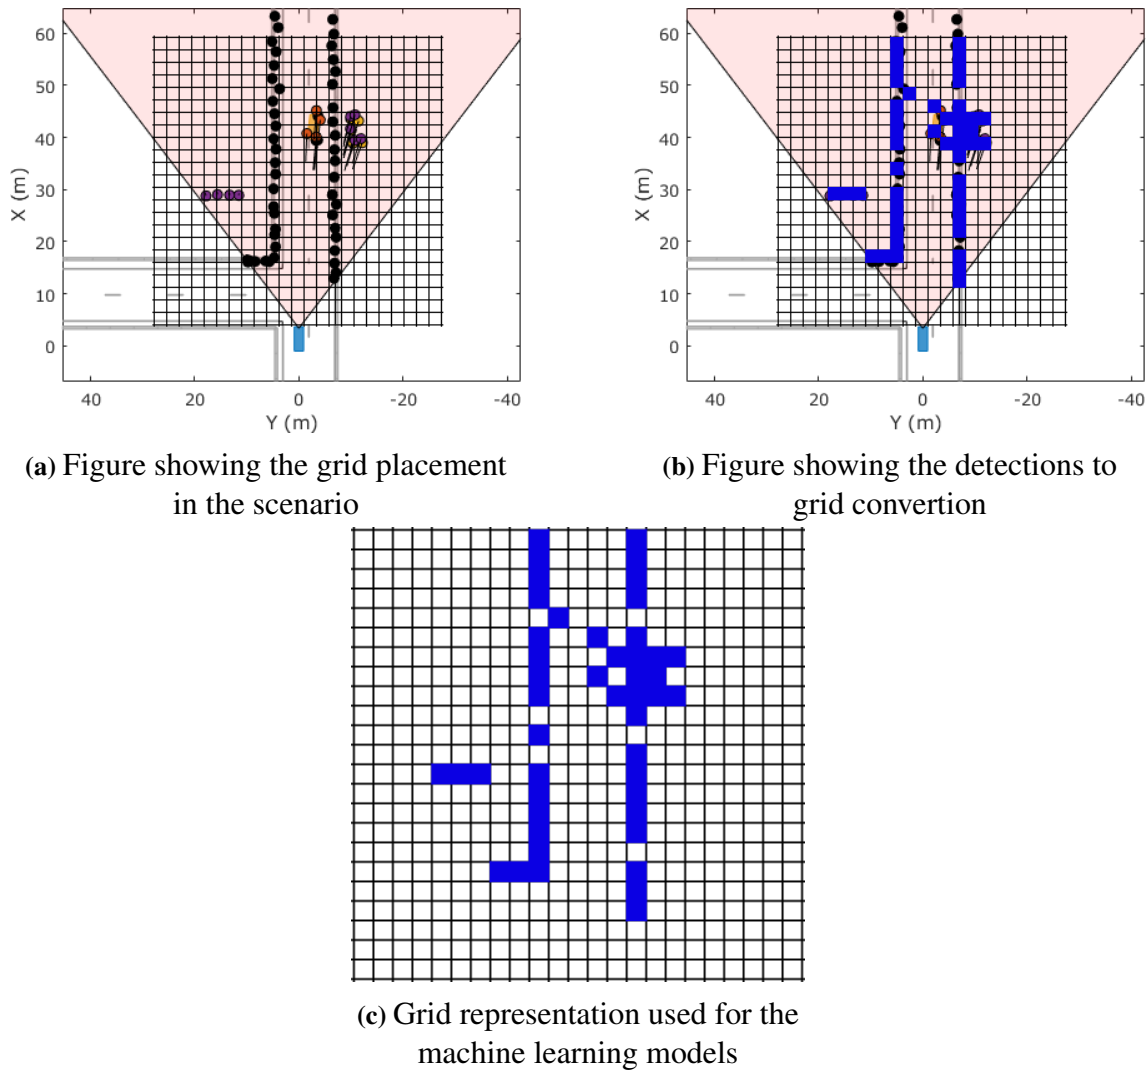 60
50
40
30
20
10
0
X (m)
40
20
0
-20
-40
Y (m)
(a) Figure showing the grid placement
in the scenario
60
50
40
30
20
10
0
X (m)
40
20
0
-20
-40
Y (m)
(b) Figure showing the detections to
grid convertion
(c) Grid representation used for the
machine learning models